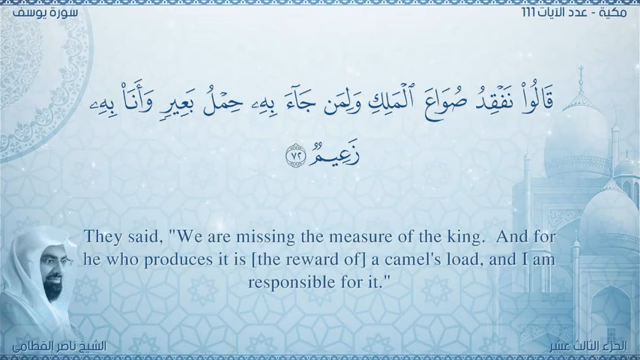 سورة يوسف
مكية - عدد الآيات 111
قَالُوا۟ نَفْقِدُ صُوَاعَ ٱلْمَلِكِ وَلِمَن جَآءَ بِهِۦ حِمْلُ بَعِيرٍ وَأَنَا۠ بِهِۦ
زَعِيمٌ ٧٢
They said, "We are missing the measure of the king. And for
he who produces it is [the reward of] a camel's load, and I am
responsible for it."
الشيخ ناصر القطامي
الجزء الثالث عشر